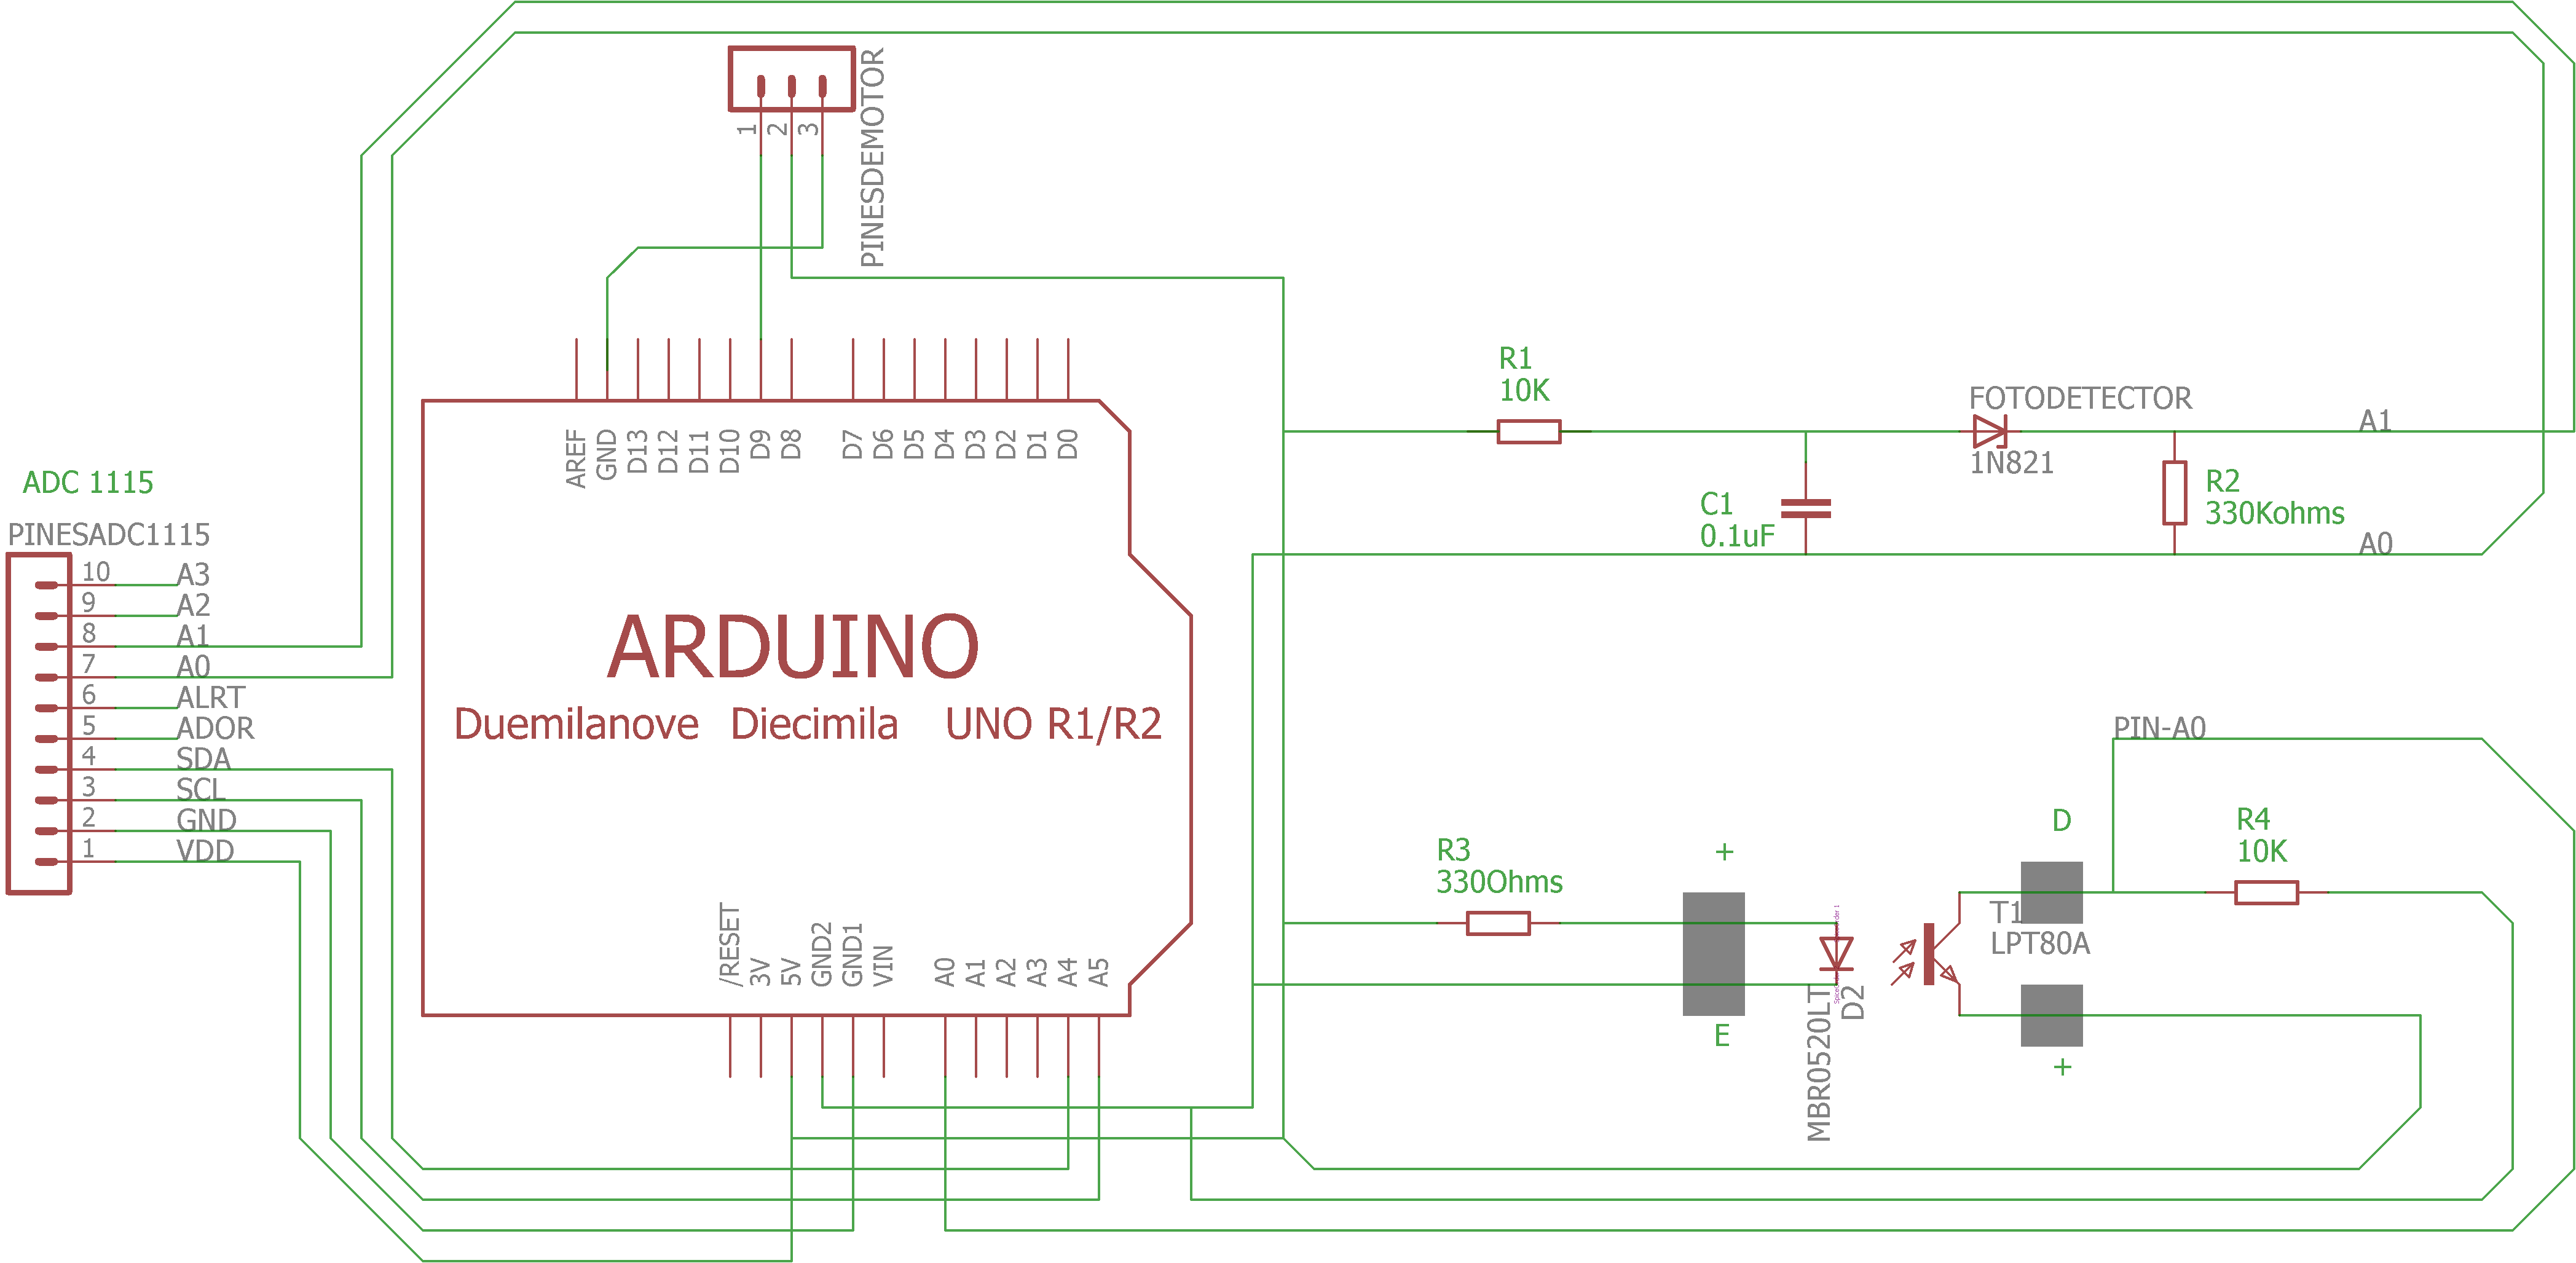 PINESDEMOTOR
1
2
3
AREF
GND
D13
D12
D11
D10
D9
D8
D7
D6
D5
D4
D3
D2
D1
D0
ARDUINO
Duemilanove Diecimila UNO R1/R2
/RESET
3V
5V
GND2
GND1
VIN
A0
A1
A2
A3
A4
A5
ADC 1115
PINESADC1115
10 A3
9 A2
8 A1
7 A0
6 ALRT
5 ADOR
4 SDA
3 SCL
2 GND
1 VDD
R1
10K
C1
0.1uF
FOTODETECTOR
1N821
A1
R2
330Kohms
A0
R3
330Ohms
+
E
MBR0520LT
D2
T1
LPT80A
D
+
PIN-A0
R4
10K